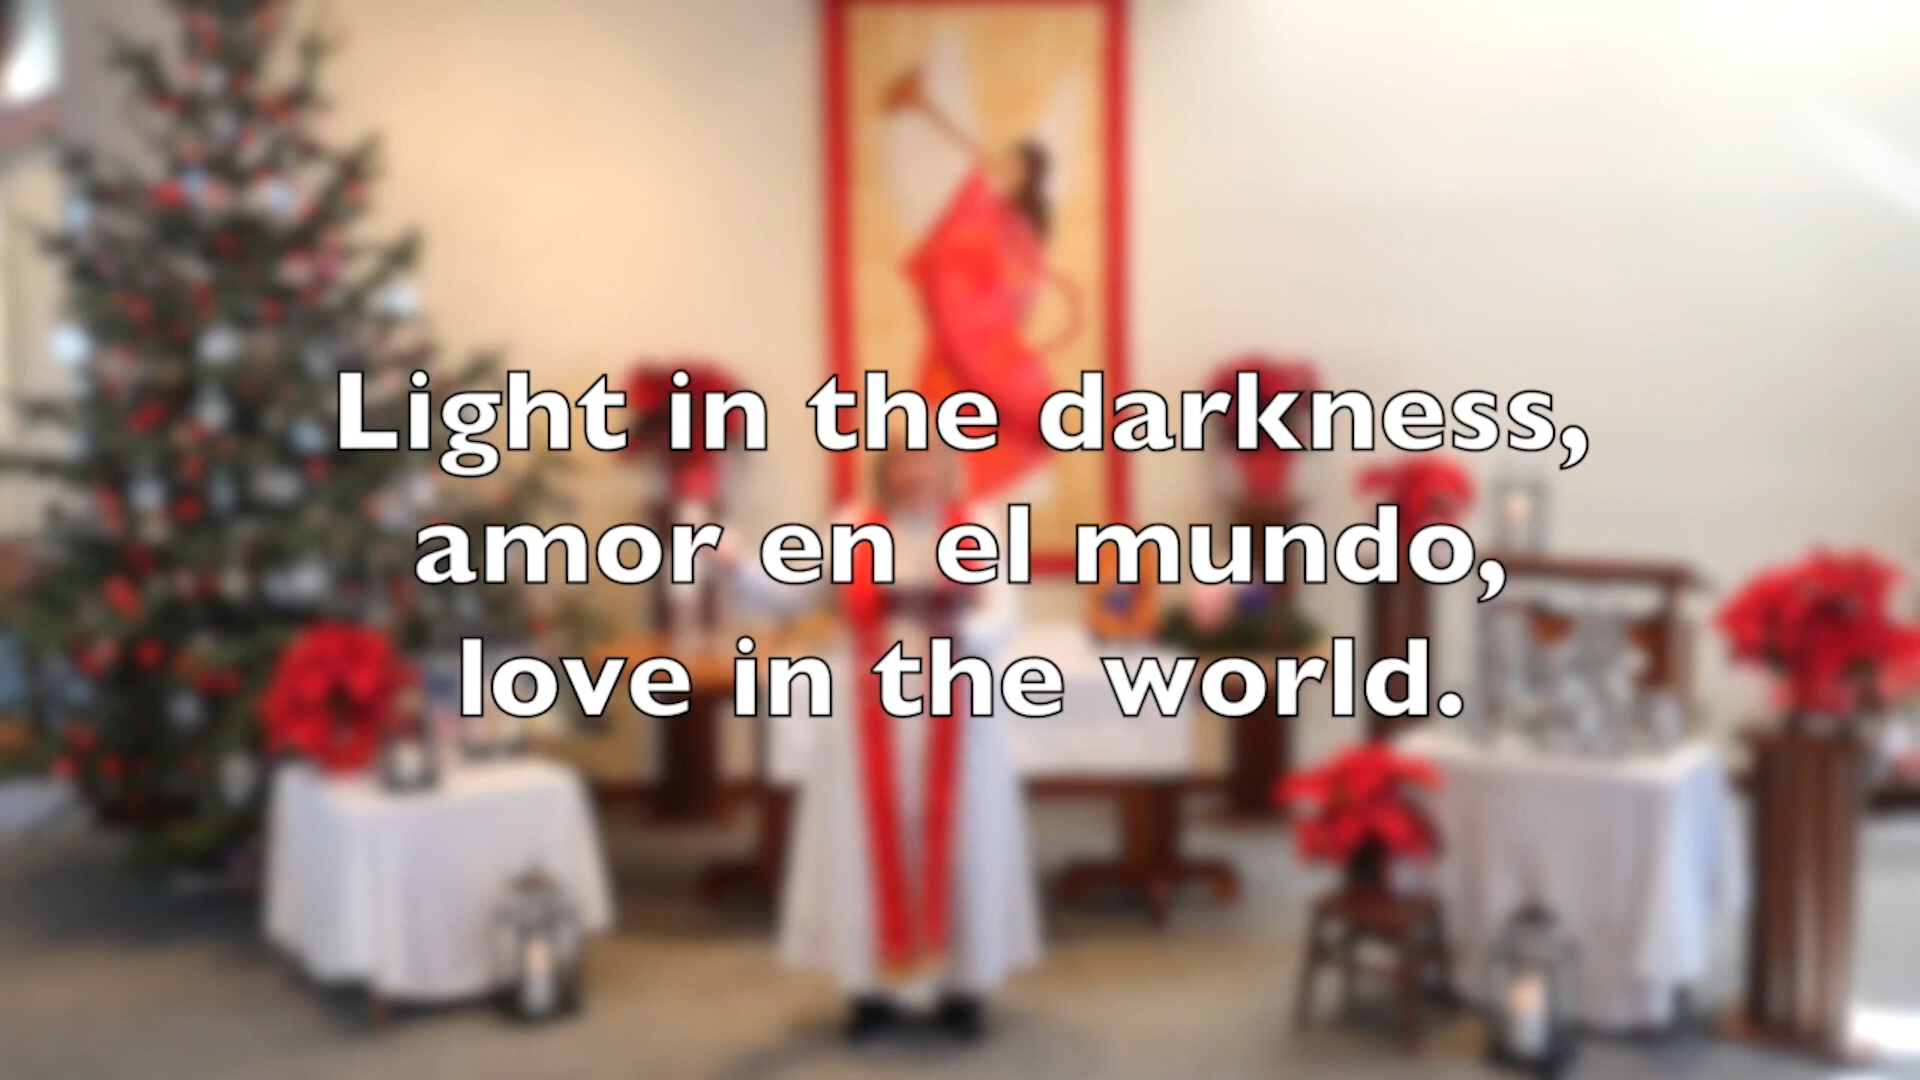 Light in the darkness,
amor en el mundo,
love in the world.